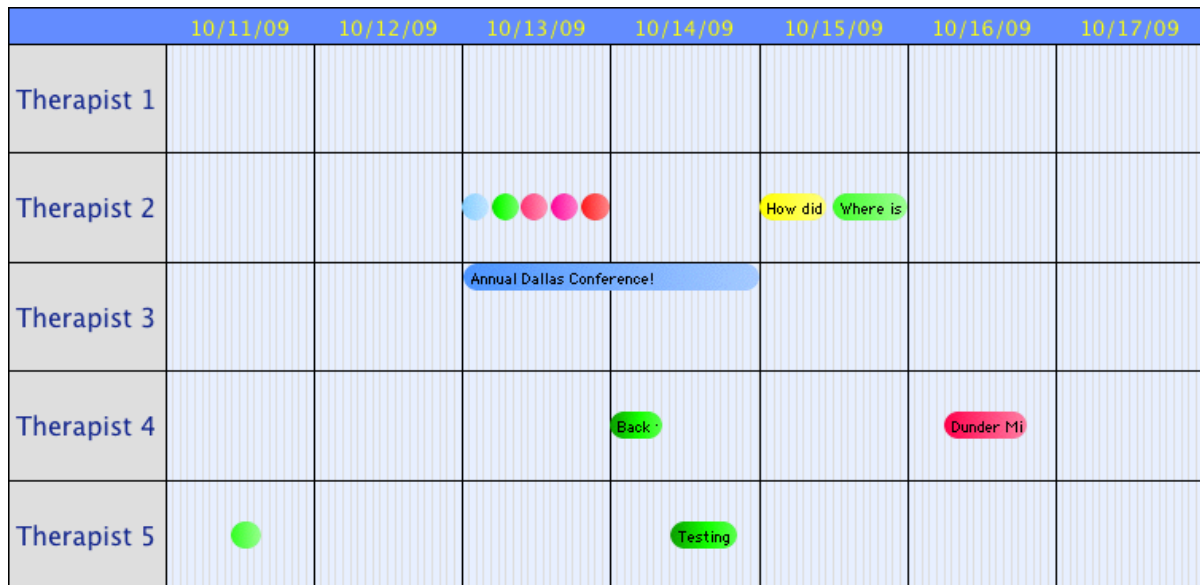 10/11/09 10/12/09 10/13/09 10/14/09 10/15/09 10/16/09 10/17/09
Therapist 1
Therapist 2 How did Where is
Annual Dallas Conference!
Therapist 3
Therapist 4 Back Dunder Mi
Therapist 5 Testing